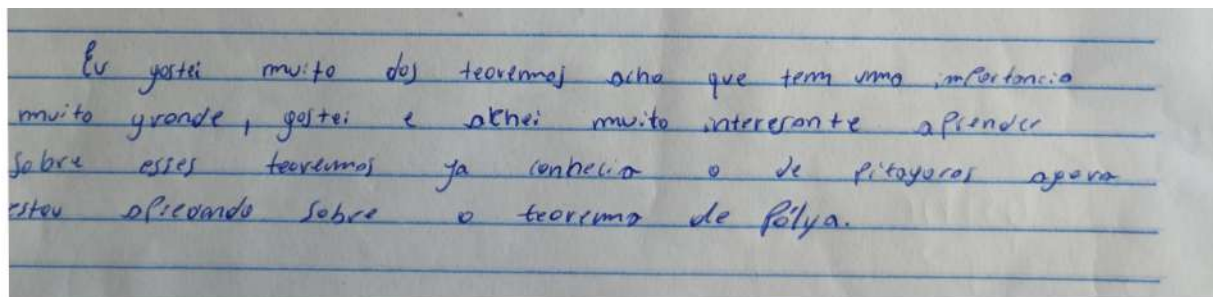 Eu gostei muito dos teoremas acho que tem uma importancia
muito grande, gostei e achei muito interesante aprender
sobre esses teoremas ja conhecia o de pitagoras agora
estou aprevando sobre o teorema de Pólya.